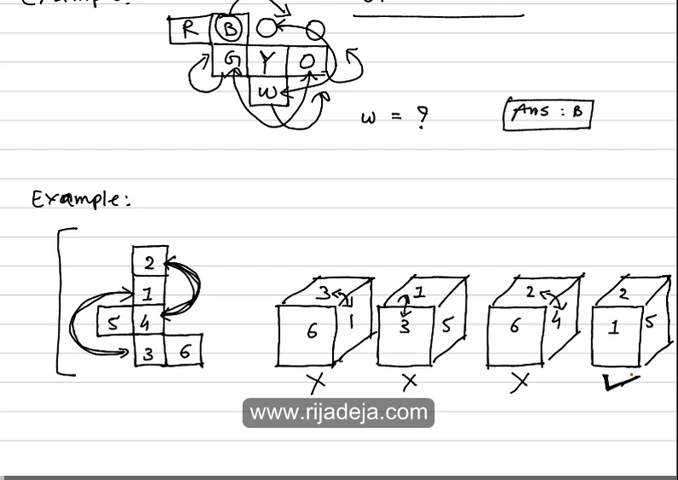 Example:
R B
G Y O
W
w = ?
Ans : B
Example:
2
1
5 4
3 6
3 6 1
1 3 5
2 6 4
2 1 5
www.rijadeja.com